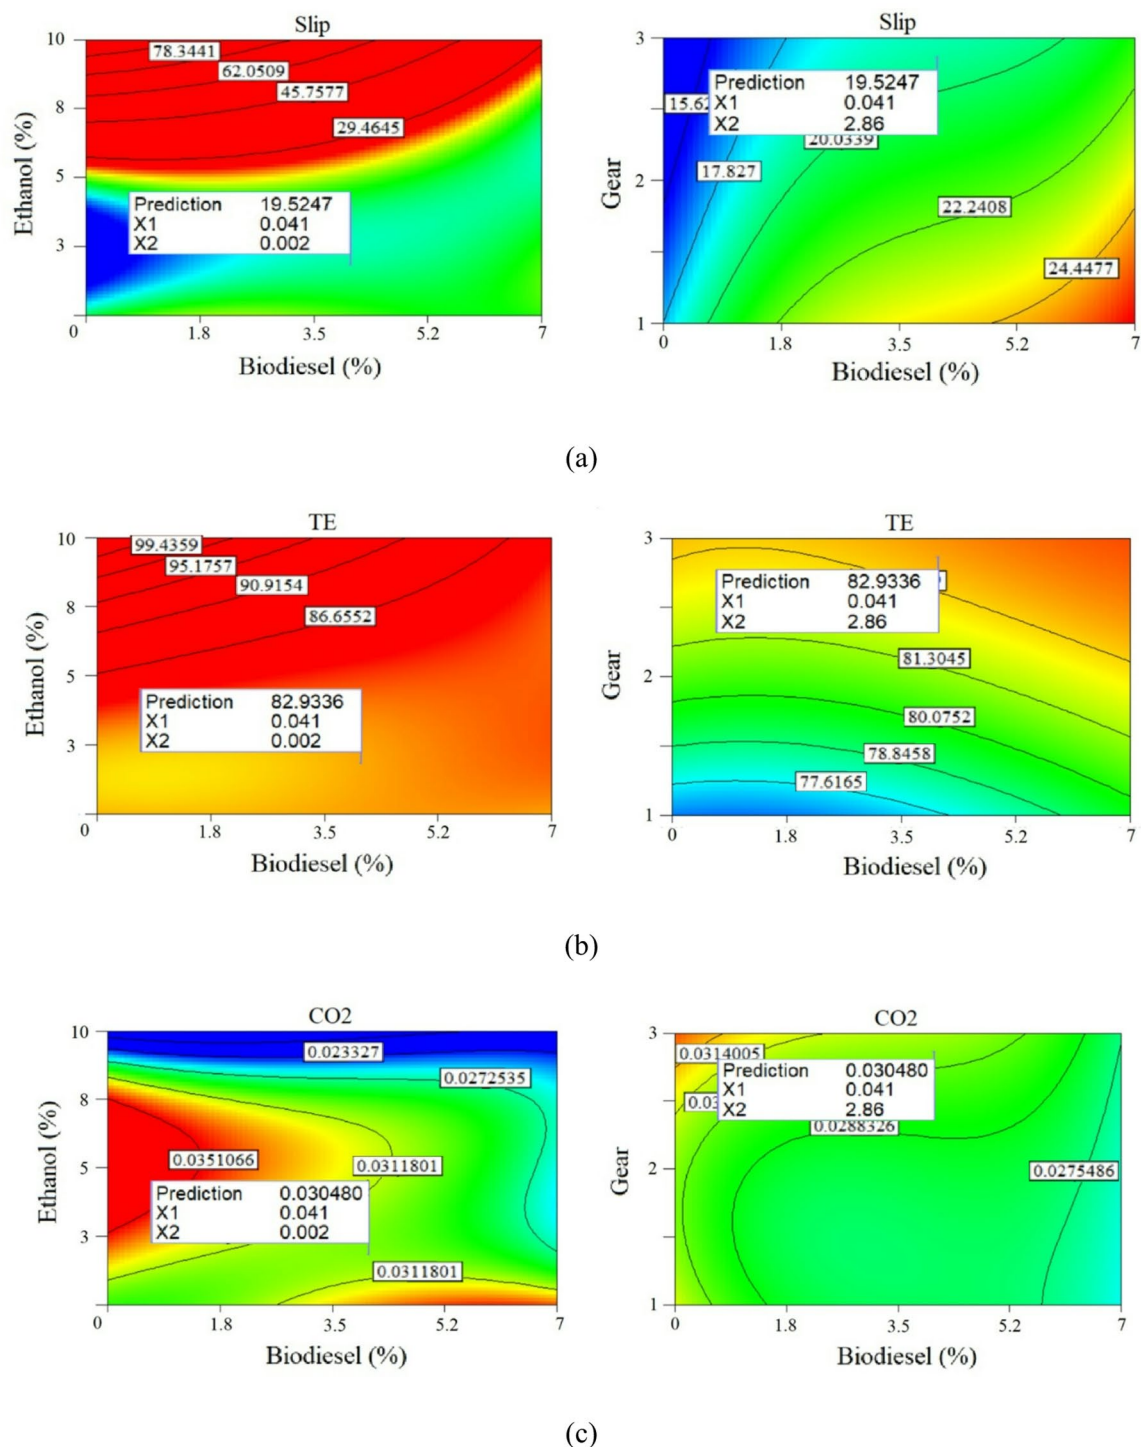 Slip
10
8
5
3
Ethanol (%)
78.3441
62.0509
45.7577
29.4645
Prediction 19.5247
X1 0.041
X2 0.002
0 1.8 3.5 5.2 7
Biodiesel (%)
Slip
3
2
1
Gear
Prediction 19.5247
X1 0.041
X2 2.86
17.827
20.0339
22.2408
24.4477
0 1.8 3.5 5.2 7
Biodiesel (%)
(a)
TE
10
8
5
3
Ethanol (%)
99.4359
95.1757
90.9154
86.6552
Prediction 82.9336
X1 0.041
X2 0.002
0 1.8 3.5 5.2 7
Biodiesel (%)
TE
3
2
1
Gear
Prediction 82.9336
X1 0.041
X2 2.86
81.3045
80.0752
78.8458
77.6165
0 1.8 3.5 5.2 7
Biodiesel (%)
(b)
CO2
10
8
5
3
Ethanol (%)
0.023327
0.0272535
0.0351066
0.0311801
Prediction 0.030480
X1 0.041
X2 0.002
0.0311801
0 1.8 3.5 5.2 7
Biodiesel (%)
CO2
3
2
1
Gear
0.0314005
Prediction 0.030480
X1 0.041
X2 2.86
0.0288326
0.0275486
0 1.8 3.5 5.2 7
Biodiesel (%)
(c)